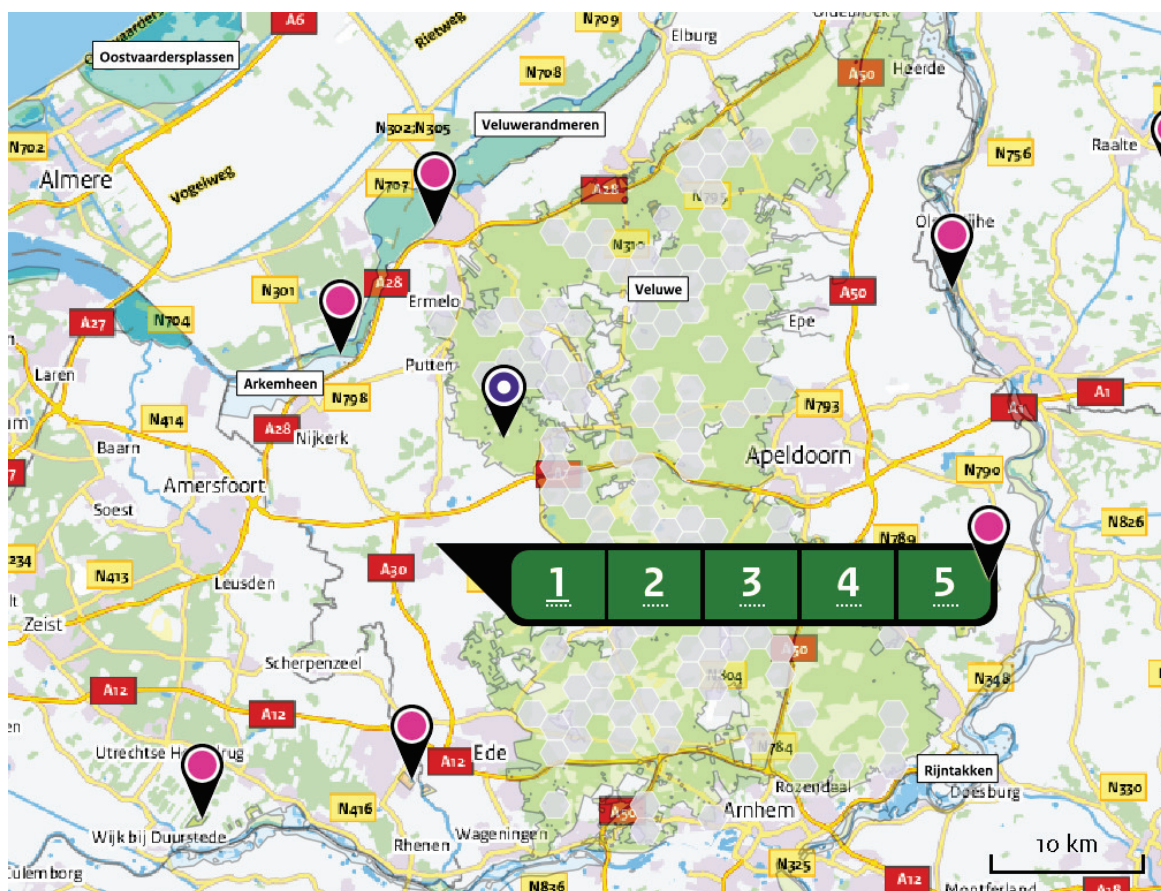 A6
N709
Elburg
Oostvaardersplassen
Rietweg
A50
Heerde
N708
N302;N305
Veluwerandmeren
N702
N756
Raalte
Almere
Vogelweg
N707
A28
N795
N310
N301
A28
Veluwe
A50
Ermelo
A27
N704
Epe
Putten
Laren
Arkemheen
N798
N793
A1
A1
N414
A28
Nijkerk
Baarn
Apeldoorn
N790
Amersfoort
Soest
N826
N789
234
N413
A30
Leusden
1 2 3 4 5
Zeist
Scherpenzeel
A50
N304
N348
A12
A12
Utrechtse Heuvelrug
Ede
A12
N784
Rijntakken
Rozendaal
Doesburg
N330
N416
A50
Arnhem
Wijk bij Duurstede
Wageningen
Rhenen
10 km
N325
Culemborg
N836
A12
Montferland
A18